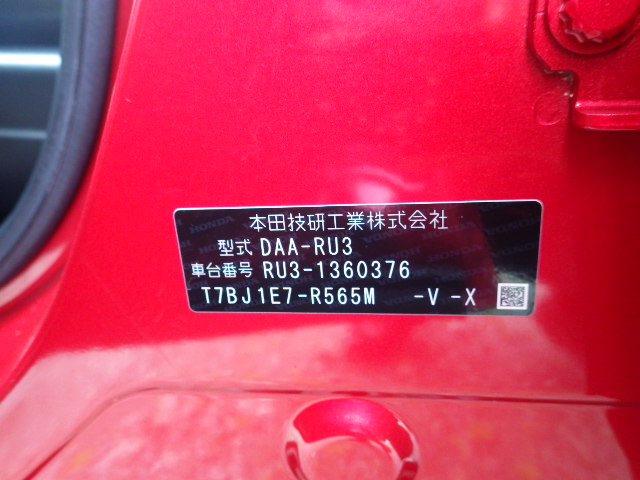 本田技研工業株式会社
型式 DAA-RU3
車台番号 RU3-1360376
T7BJ1E7-R565M -V -X